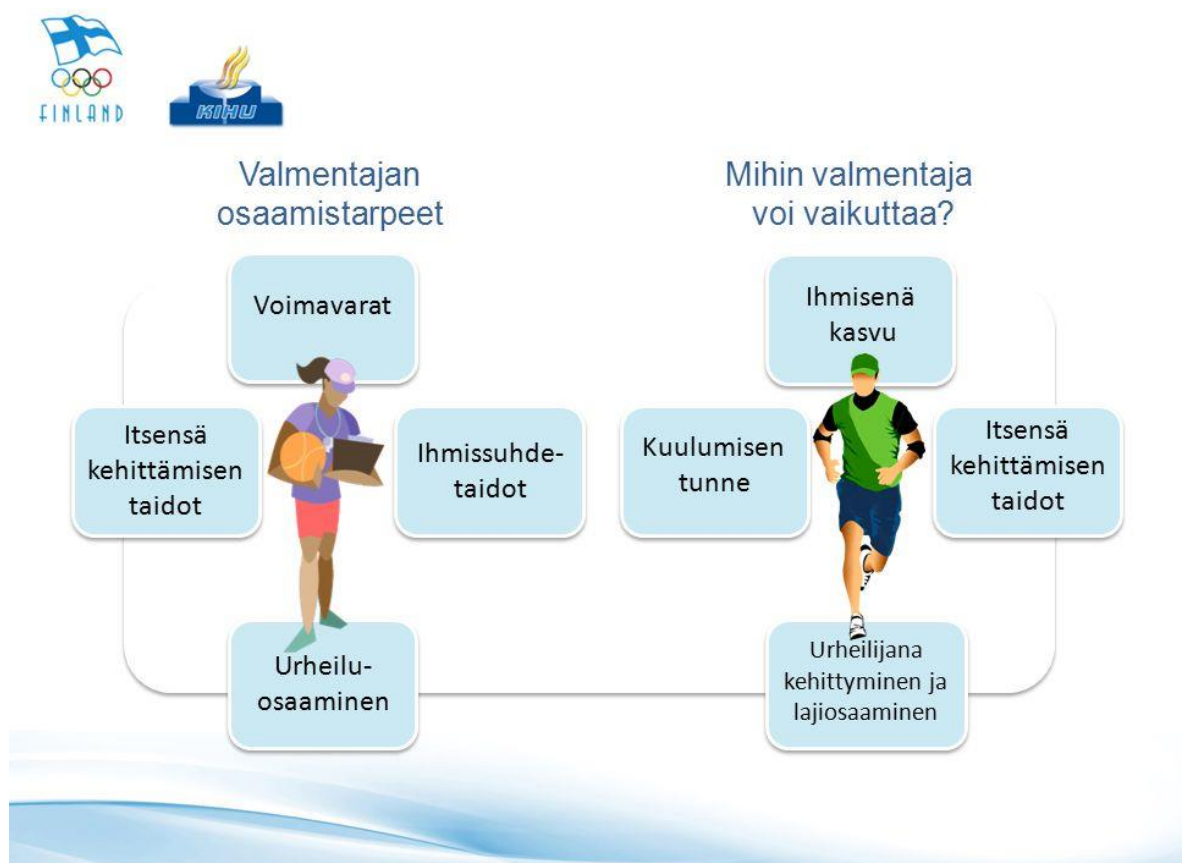 FINLAND
KIHU
Valmentajan
osaamistarpeet
Voimavarat
Itsensä
kehittämisen
taidot
Ihmissuhde-
taidot
Urheilu-
osaaminen
Mihin valmentaja
voi vaikuttaa?
Ihmisenä
kasvu
Kuulumisen
tunne
Itsensä
kehittämisen
taidot
Urheilijana
kehittyminen ja
lajiosaaminen